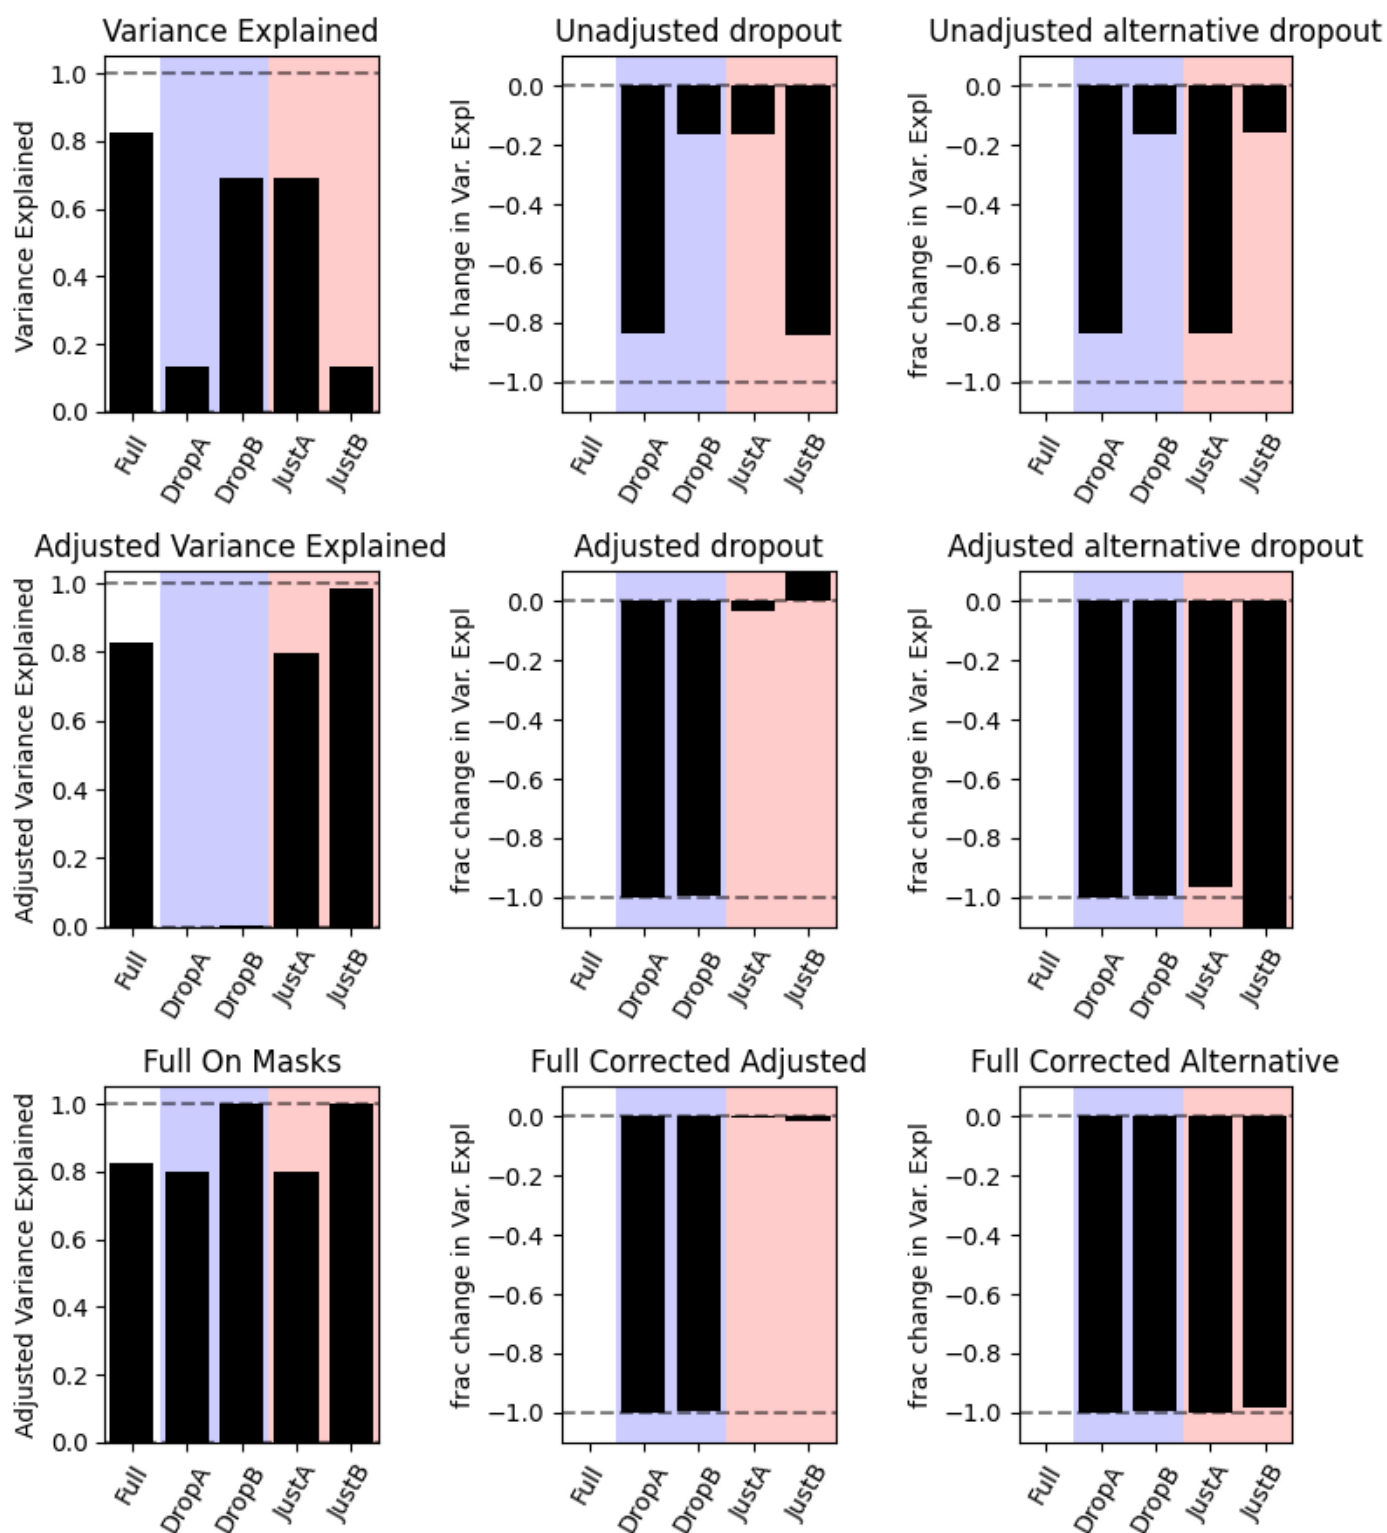 Variance Explained
Variance Explained
1.0
0.8
0.6
0.4
0.2
0.0
Full
DropA
DropB
JustA
JustB
Unadjusted dropout
frac hange in Var. Expl
0.0
−0.2
−0.4
−0.6
−0.8
−1.0
Full
DropA
DropB
JustA
JustB
Unadjusted alternative dropout
frac change in Var. Expl
0.0
−0.2
−0.4
−0.6
−0.8
−1.0
Full
DropA
DropB
JustA
JustB
Adjusted Variance Explained
Adjusted Variance Explained
1.0
0.8
0.6
0.4
0.2
0.0
Full
DropA
DropB
JustA
JustB
Adjusted dropout
frac change in Var. Expl
0.0
−0.2
−0.4
−0.6
−0.8
−1.0
Full
DropA
DropB
JustA
JustB
Adjusted alternative dropout
frac change in Var. Expl
0.0
−0.2
−0.4
−0.6
−0.8
−1.0
Full
DropA
DropB
JustA
JustB
Full On Masks
Adjusted Variance Explained
1.0
0.8
0.6
0.4
0.2
0.0
Full
DropA
DropB
JustA
JustB
Full Corrected Adjusted
frac change in Var. Expl
0.0
−0.2
−0.4
−0.6
−0.8
−1.0
Full
DropA
DropB
JustA
JustB
Full Corrected Alternative
frac change in Var. Expl
0.0
−0.2
−0.4
−0.6
−0.8
−1.0
Full
DropA
DropB
JustA
JustB